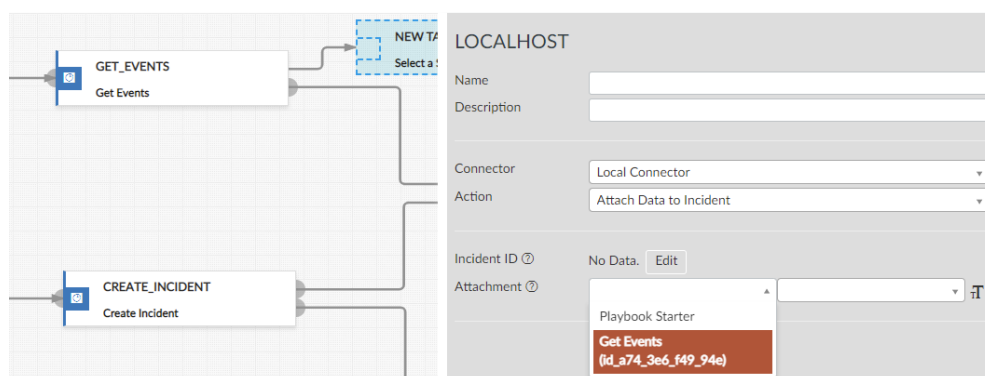 GET_EVENTS
Get Events
NEW TA
Select a S
CREATE_INCIDENT
Create Incident
LOCALHOST
Name
Description
Connector
Local Connector
Action
Attach Data to Incident
Incident ID
No Data.
Edit
Attachment
Playbook Starter
Get Events
(id_a74_3e6_f49_94e)